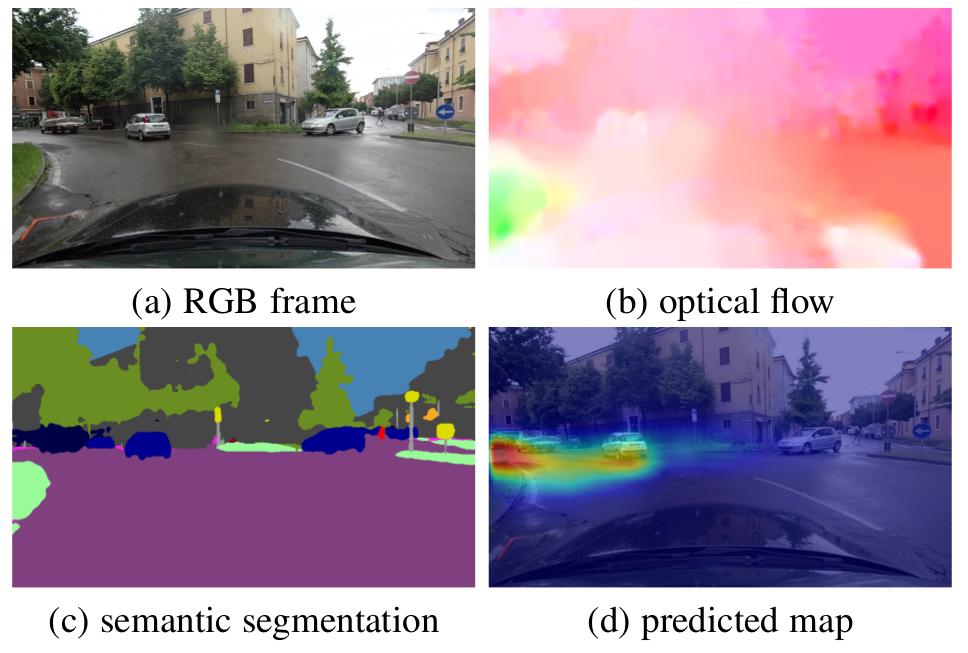 (a) RGB frame
(b) optical flow
(c) semantic segmentation
(d) predicted map